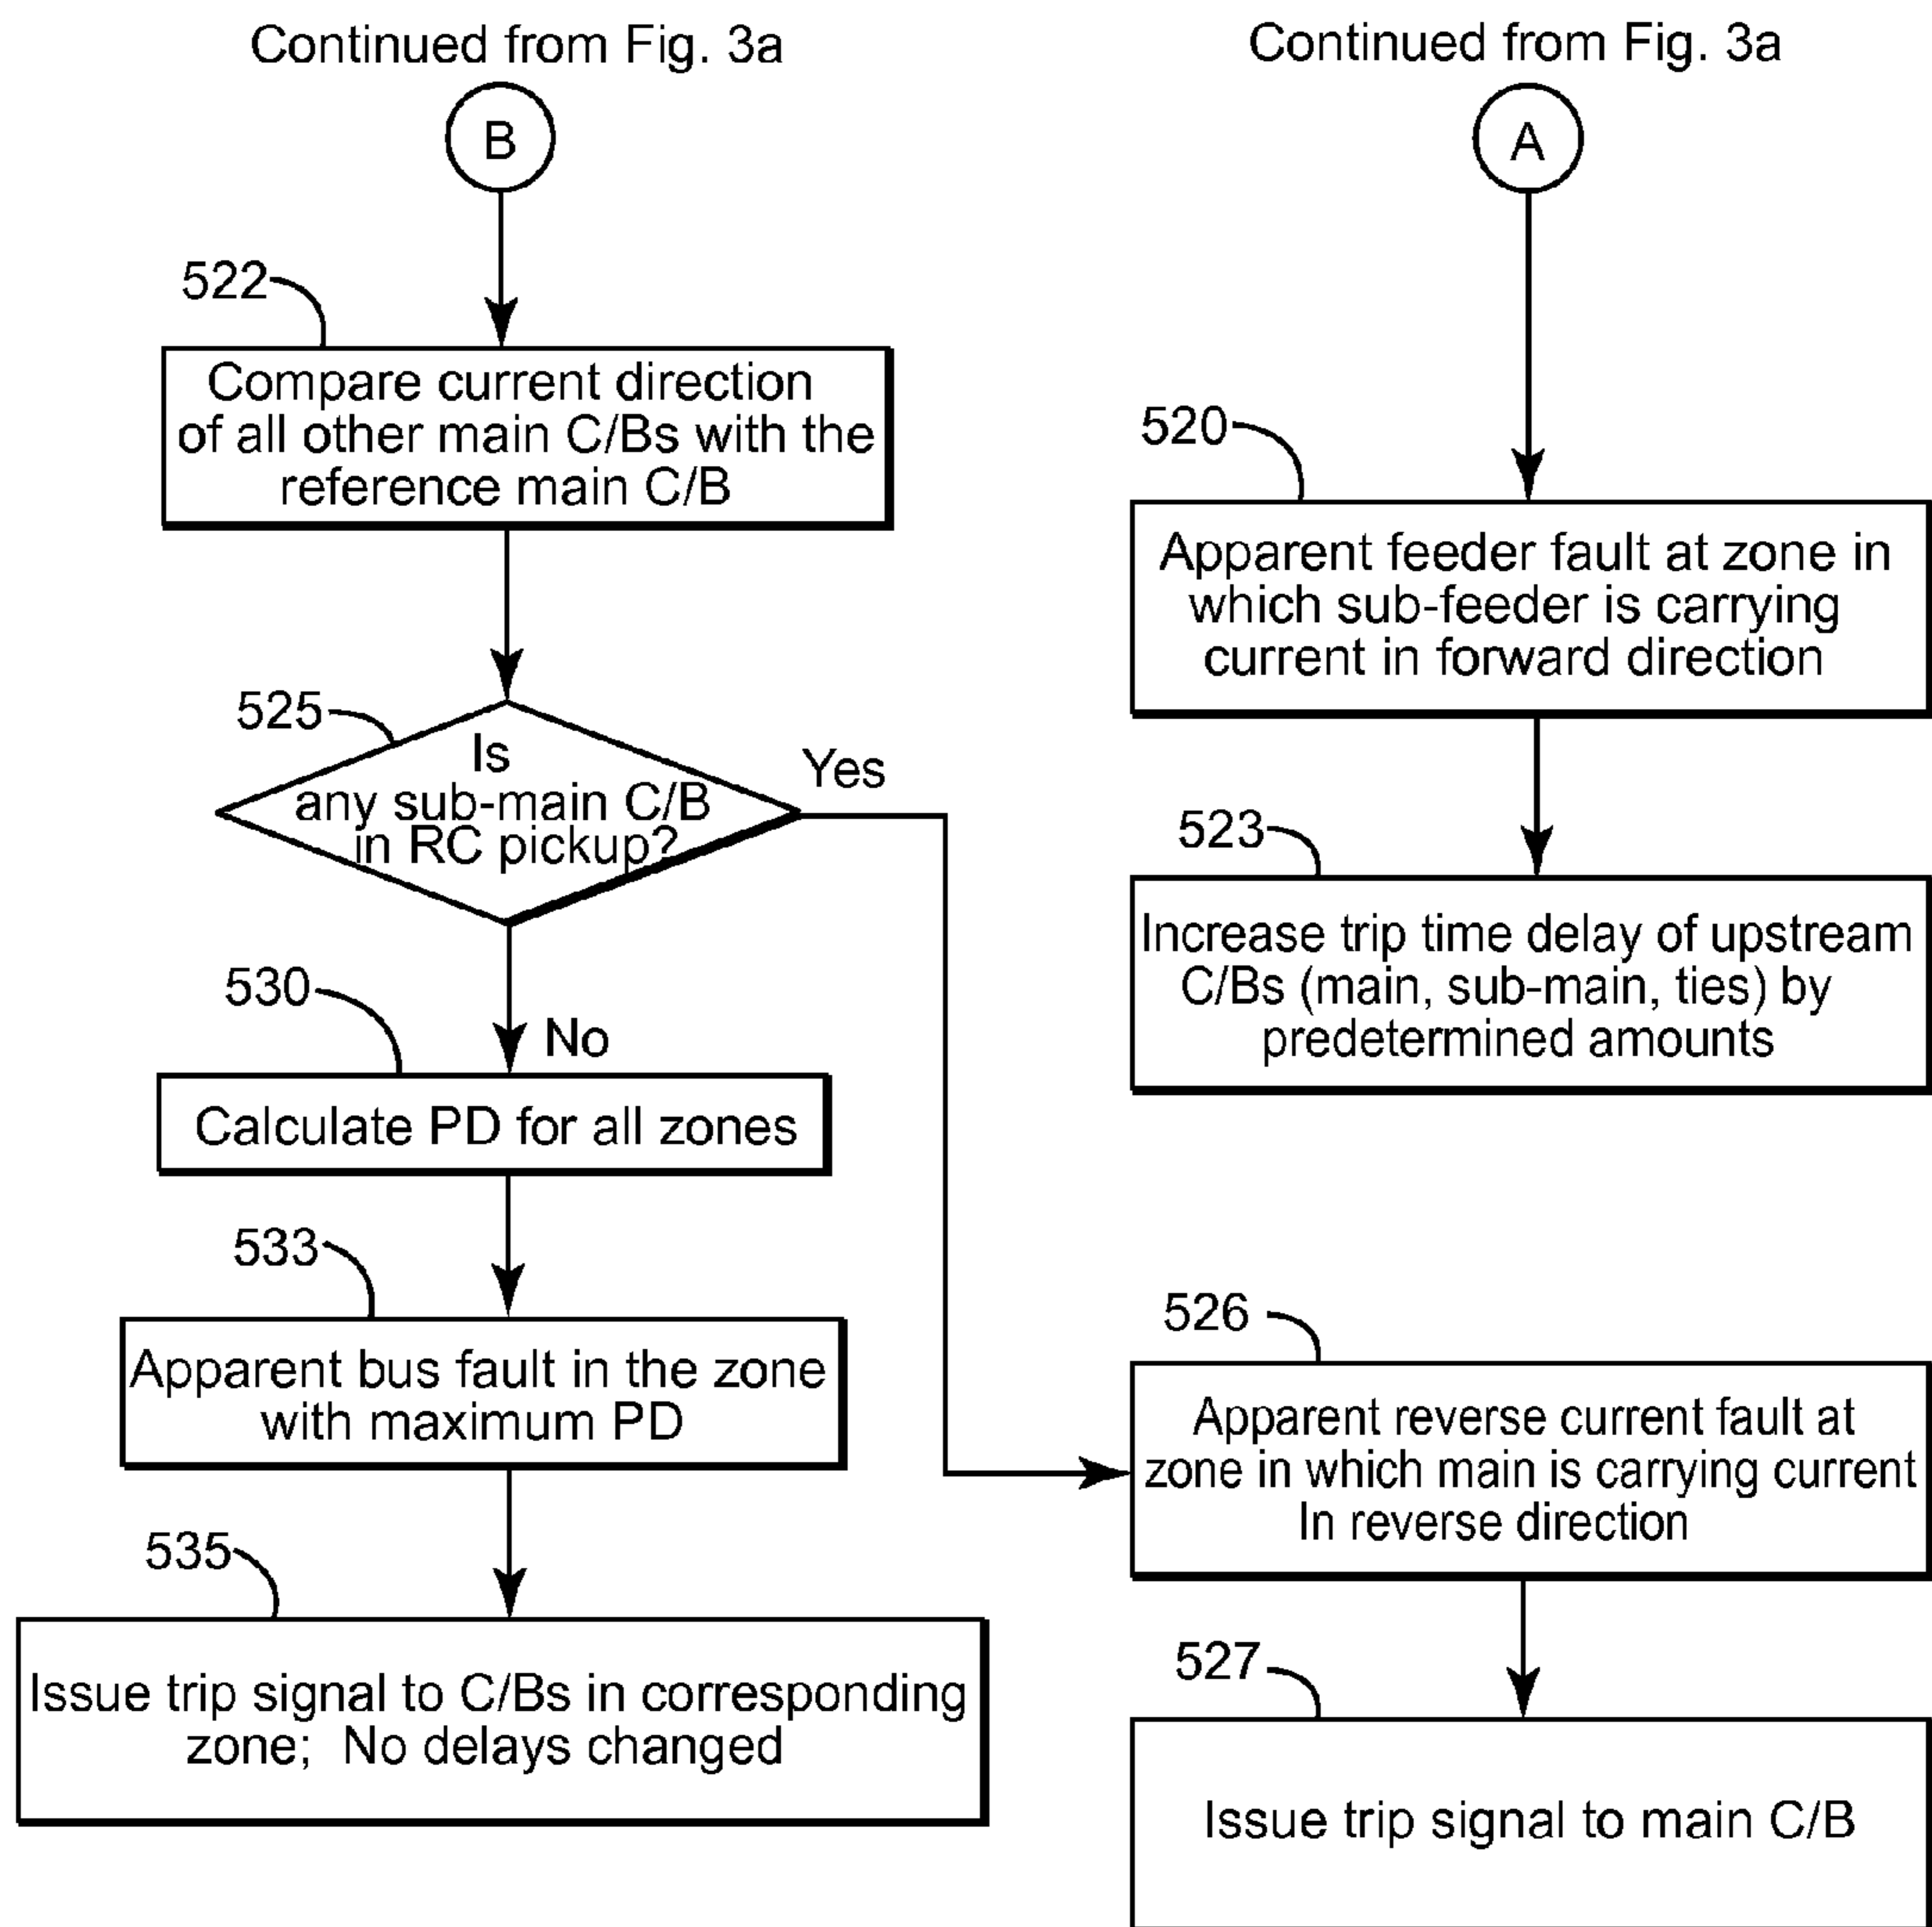 Continued from Fig. 3a
B
522
Compare current direction
of all other main C/Bs with the
reference main C/B
525
Is
any sub-main C/B
in RC pickup?
Yes
530
No
Calculate PD for all zones
533
Apparent bus fault in the zone
with maximum PD
535
Issue trip signal to C/Bs in corresponding
zone; No delays changed
Continued from Fig. 3a
A
520
Apparent feeder fault at zone in
which sub-feeder is carrying
current in forward direction
523
Increase trip time delay of upstream
C/Bs (main, sub-main, ties) by
predetermined amounts
526
Apparent reverse current fault at
zone in which main is carrying current
In reverse direction
527
Issue trip signal to main C/B